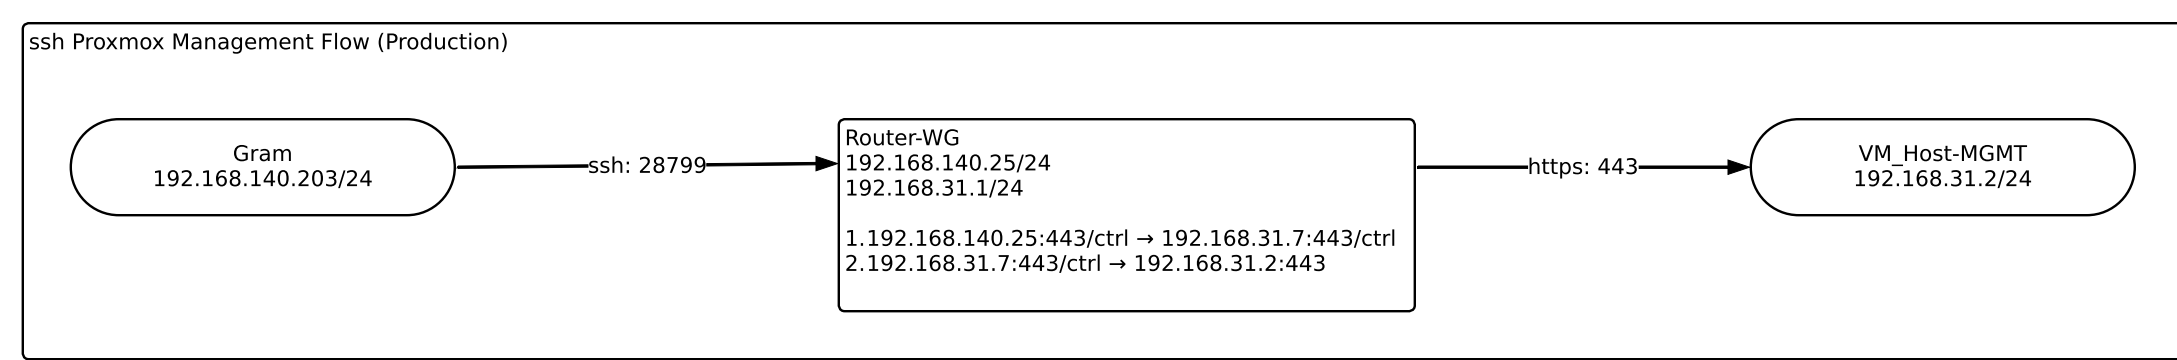 ssh Proxmox Management Flow (Production)
Gram
192.168.140.203/24
ssh: 28799
Router-WG
192.168.140.25/24
192.168.31.1/24
1.192.168.140.25:443/ctrl → 192.168.31.7:443/ctrl
2.192.168.31.7:443/ctrl → 192.168.31.2:443
https: 443
VM_Host-MGMT
192.168.31.2/24